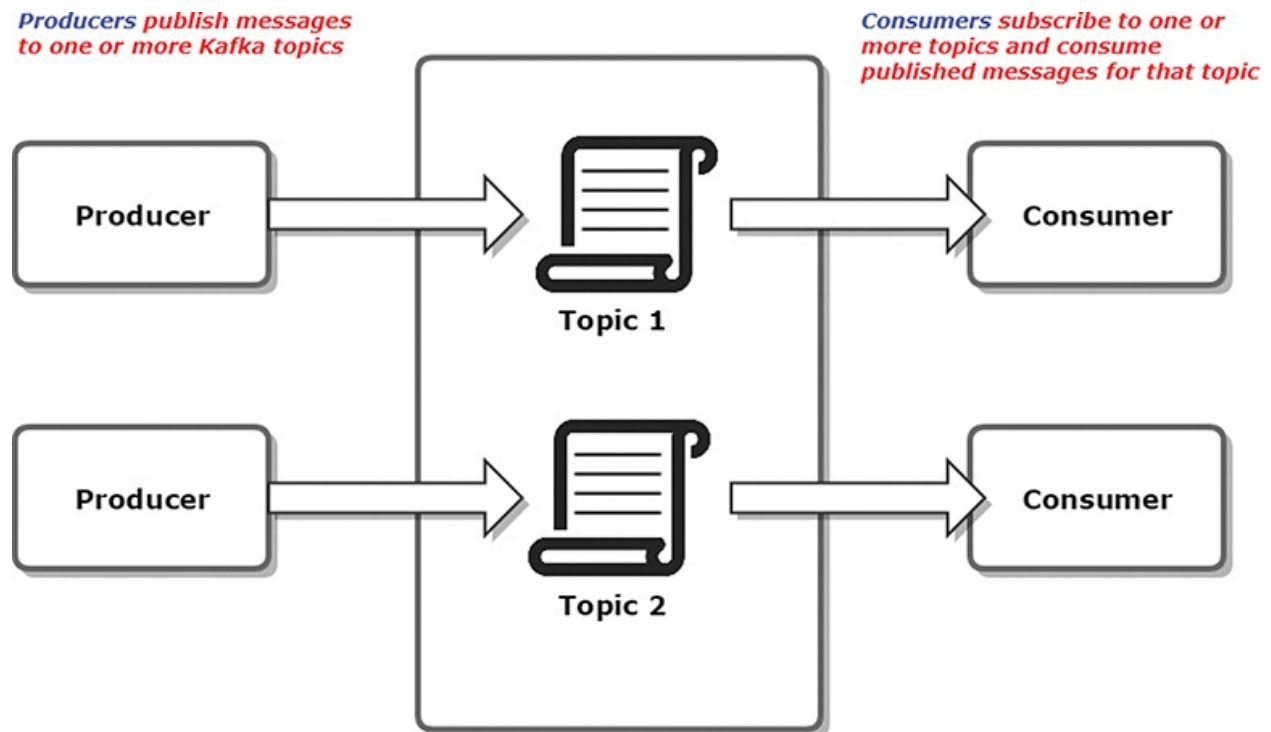 Producers publish messages
to one or more Kafka topics
Consumers subscribe to one or
more topics and consume
published messages for that topic
Producer
Topic 1
Consumer
Producer
Topic 2
Consumer